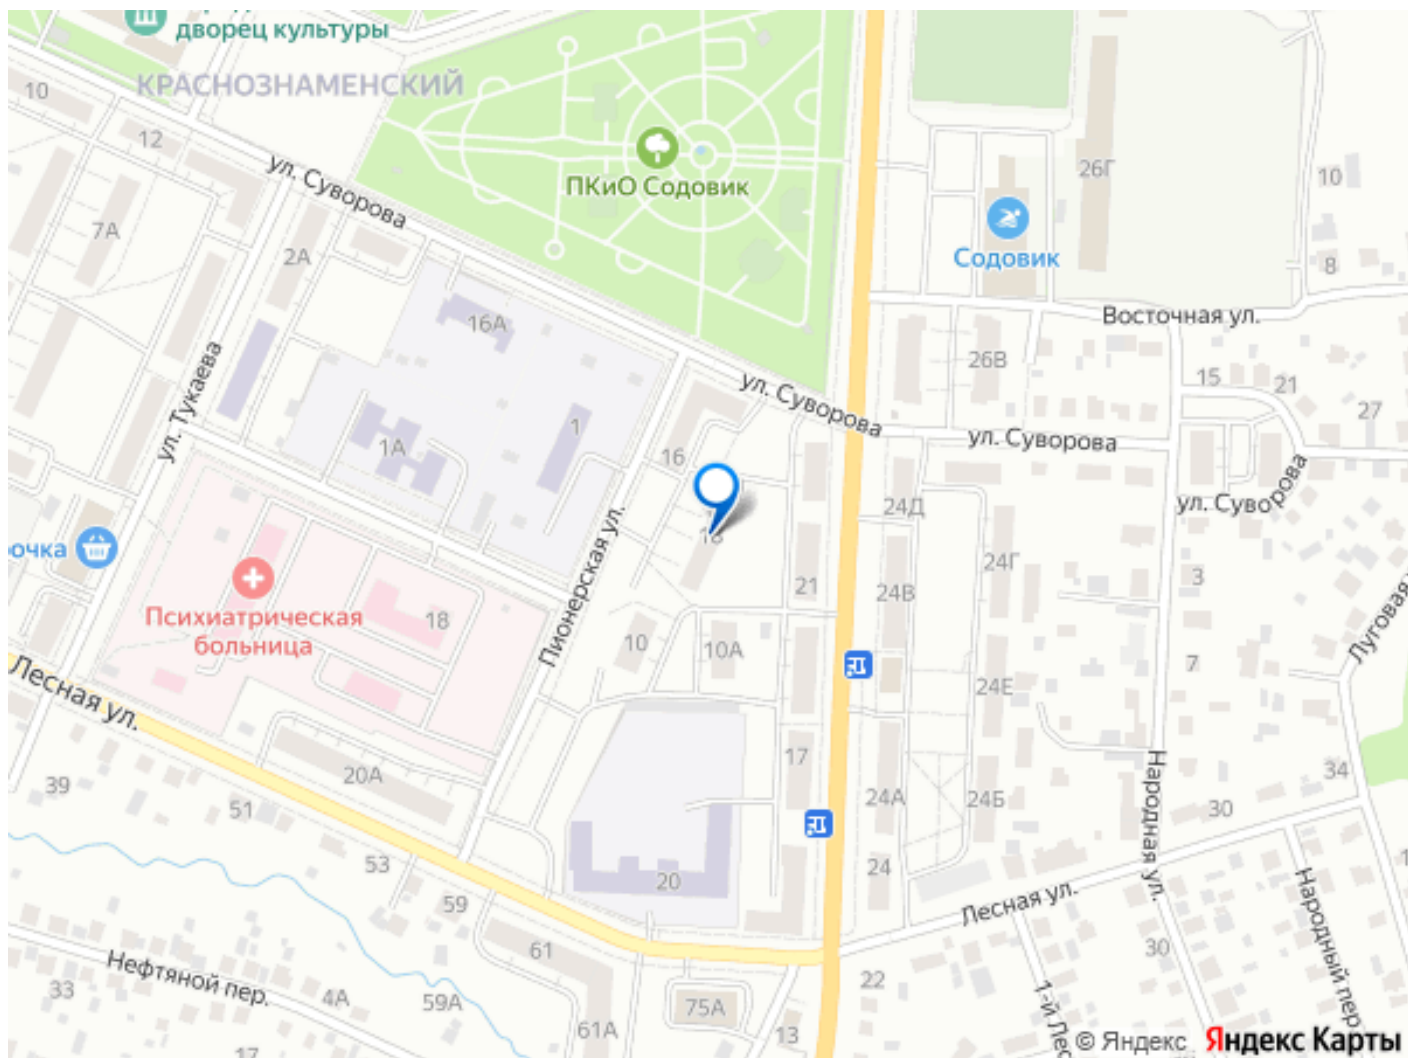 дворец культуры
КРАСНОЗНАМЕНСКИЙ
10
12
ул. Суворова
ПКиО Содовик
26Г
10
7А
2А
Содовик
8
Восточная ул.
16А
26В
15
21
27
ул. Тукаева
ул. Суворова
ул. Суворова
1
1А
16
24Д
ул. Суворова
18
Пионерская ул.
очка
24Г
3
21
24В
Психиатрическая
больница
18
10
10А
Луговая
7
24Е
Лесная ул.
17
34
20А
39
51
24А
24Б
30
Народная ул.
53
24
20
59
Лесная ул.
Народный пер
61
30
Нефтяной пер.
22
33
4А
59А
75А
1-й Лес
61А
13
17
© Яндекс Яндекс Карты